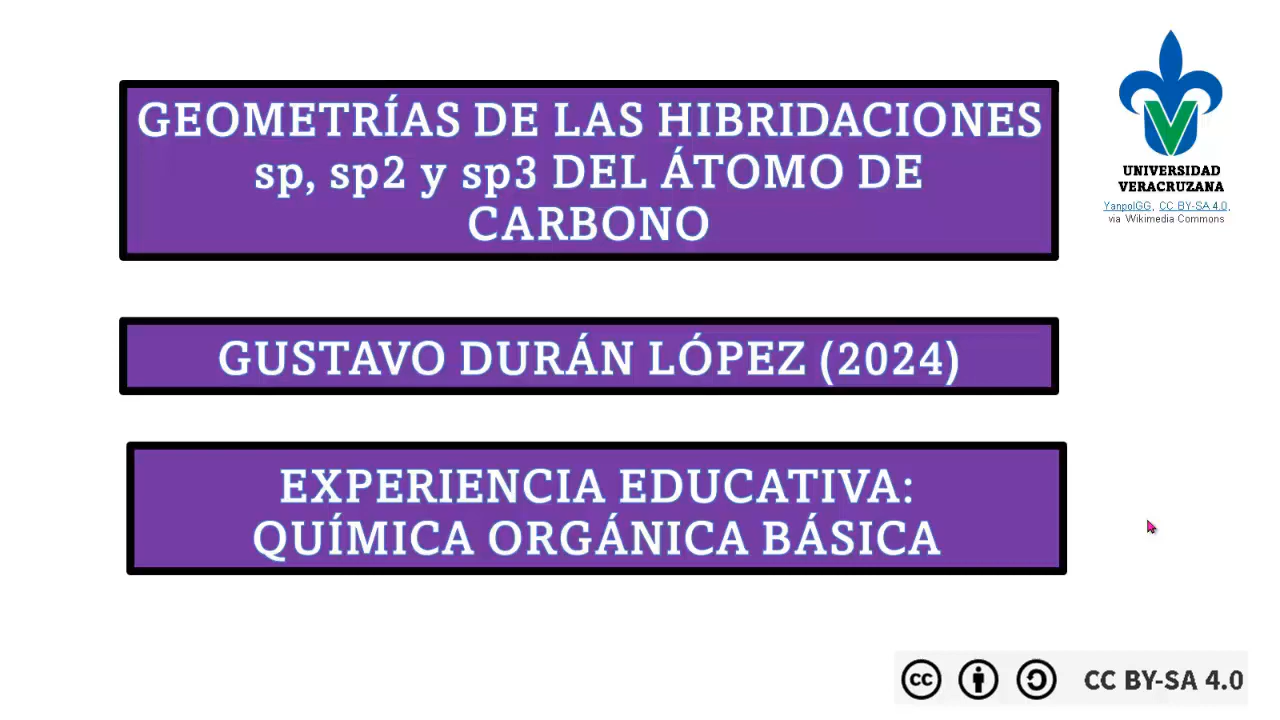 GEOMETRÍAS DE LAS HIBRIDACIONES
sp, sp2 y sp3 DEL ÁTOMO DE
CARBONO
UNIVERSIDAD
VERACRUZANA
YanpolGG, CC BY-SA 4.0,
via Wikimedia Commons
GUSTAVO DURÁN LÓPEZ (2024)
EXPERIENCIA EDUCATIVA:
QUÍMICA ORGÁNICA BÁSICA
cc CC BY-SA 4.0